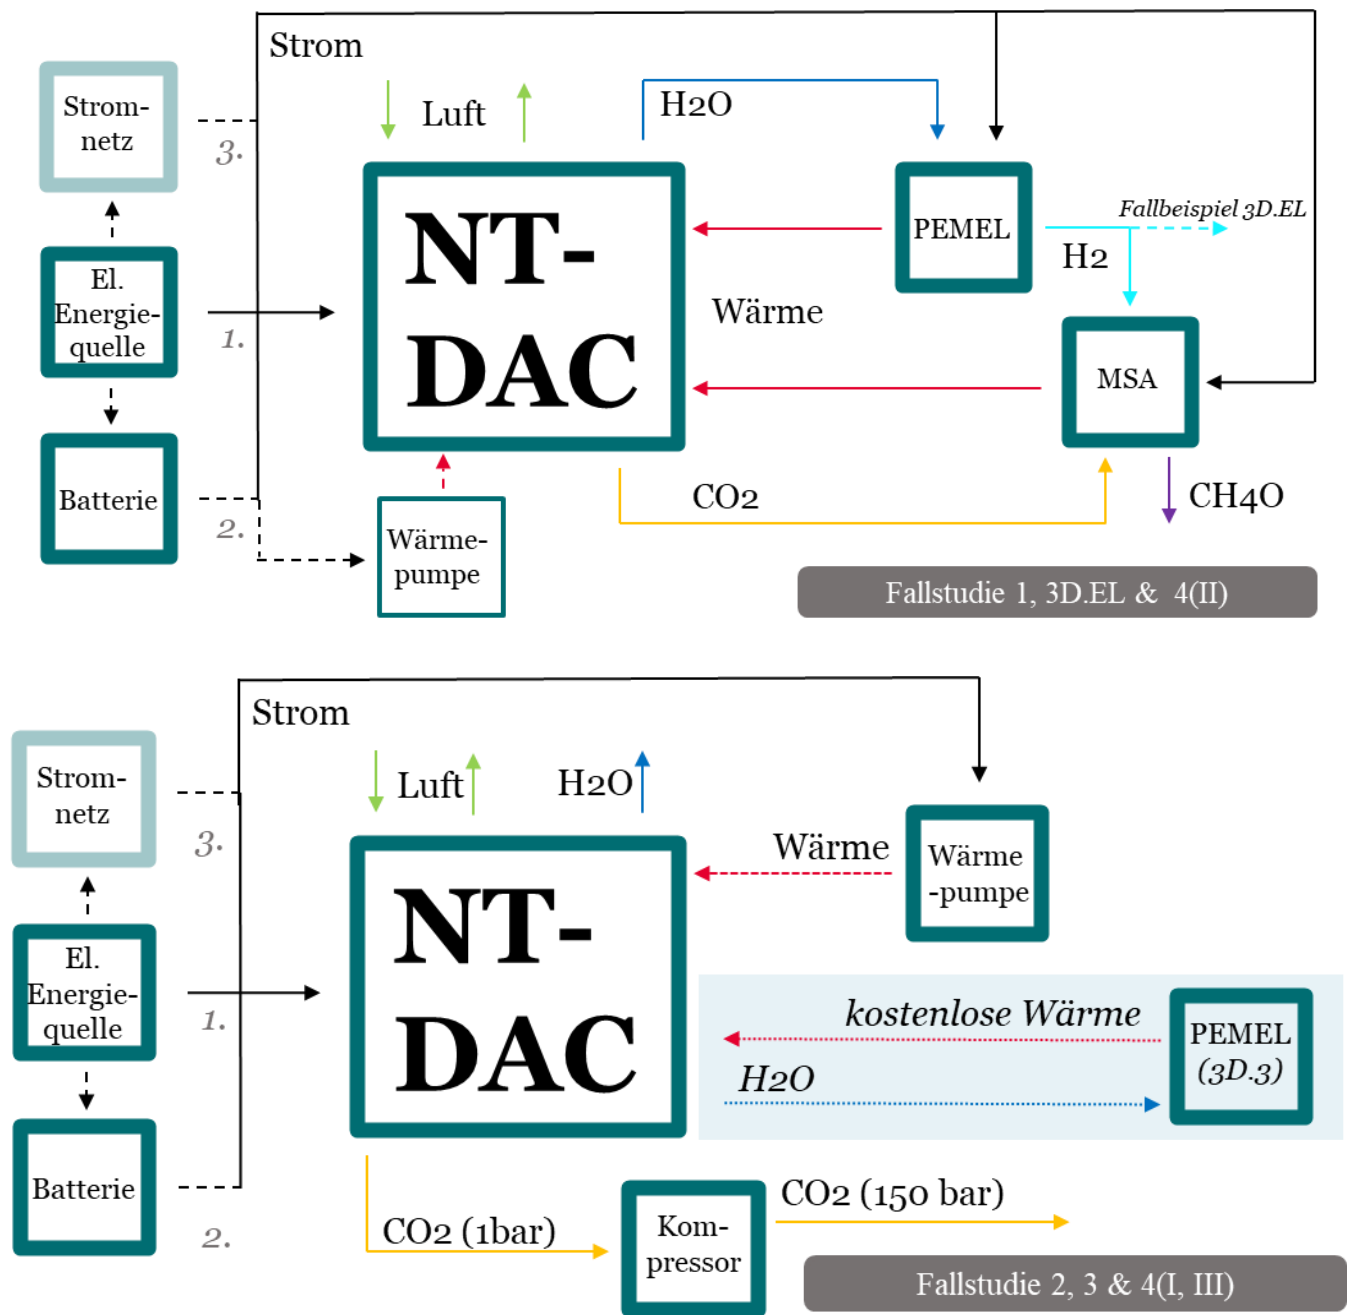 Strom
Strom-
netz
3.
Luft
H2O
NT-
DAC
PEMEL
Fallbeispiel 3D.EL
H2
El.
Energie-
quelle
1.
Wärme
MSA
Batterie
2.
CO2
CH4O
Wärme-
pumpe
Fallstudie 1, 3D.EL & 4(II)
Strom
Strom-
netz
3.
Luft
H2O
NT-
DAC
Wärme
Wärme
-pumpe
El.
Energie-
quelle
1.
kostenlose Wärme
H2O
PEMEL
(3D.3)
Batterie
2.
CO2 (1bar)
Kom-
pressor
CO2 (150 bar)
Fallstudie 2, 3 & 4(I, III)